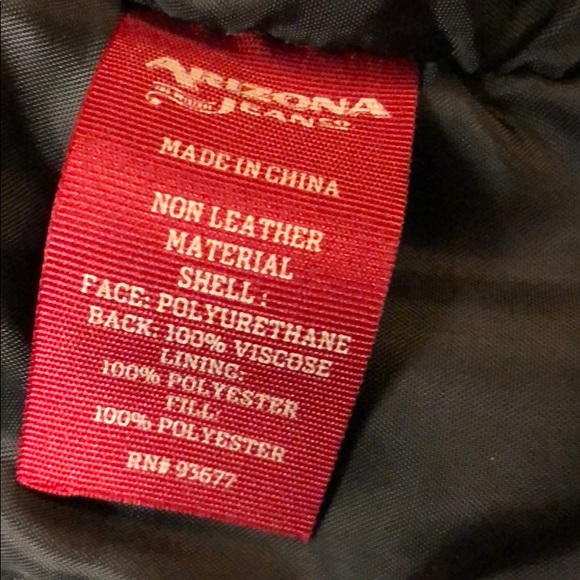 ARIZONA
JEAN CO
MADE IN CHINA
NON LEATHER
MATERIAL
SHELL :
FACE: POLYURETHANE
BACK: 100% VISCOSE
LINING:
100% POLYESTER
FILL:
100% POLYESTER
RN# 93677